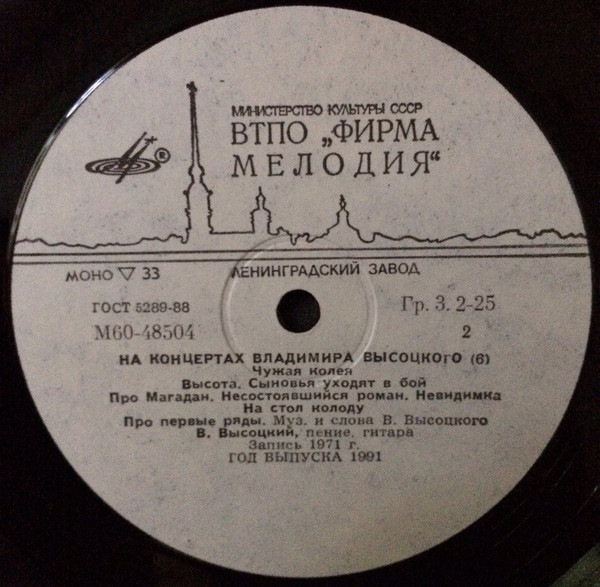 МИНИСТЕРСТВО КУЛЬТУРЫ СССР
ВТПО „ФИРМА
МЕЛОДИЯ“
®
МОНО ▽ 33
ЛЕНИНГРАДСКИЙ ЗАВОД
ГОСТ 5289-88
Гр. 3. 2-25
М60-48504
2
НА КОНЦЕРТАХ ВЛАДИМИРА ВЫСОЦКОГО (6)
Чужая колея
Высота. Сыновья уходят в бой
Про Магадан. Несостоявшийся роман. Невидимка
На стол колоду
Про первые ряды. Муз. и слова В. Высоцкого
В. Высоцкий, пение, гитара
Запись 1971 г.
ГОД ВЫПУСКА 1991